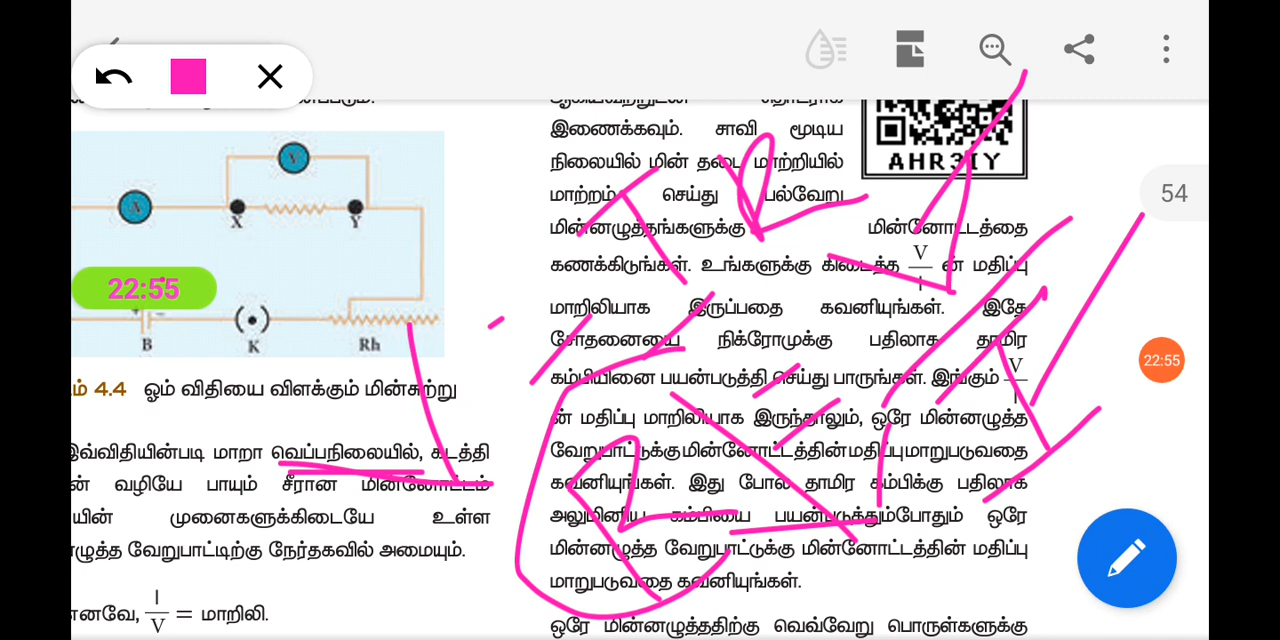 54
AHR3IY
A
V
X
Y
22:55
B
K
Rh
ம் 4.4 ஓம் விதியை விளக்கும் மின்சுற்று
இவ்விதியின்படி மாறா வெப்பநிலையில், கடத்தி
ன் வழியே பாயும் சீரான மின்னோட்டம்
யின் முனைகளுக்கிடையே உள்ள
ழுத்த வேறுபாட்டிற்கு நேர்தகவில் அமையும்.
னவே, I/V = மாறிலி.
இணைக்கவும். சாவி மூடிய
நிலையில் மின் தடை மாற்றியில்
மாற்றம் செய்து பல்வேறு
மின்னழுத்தங்களுக்கு மின்னோட்டத்தை
கணக்கிடுங்கள். உங்களுக்கு கிடைத்த V/I ன் மதிப்பு
மாறிலியாக இருப்பதை கவனியுங்கள். இதே
சோதனையை நிக்ரோமுக்கு பதிலாக தாமிர
கம்பியினை பயன்படுத்தி செய்து பாருங்கள். இங்கும் V/I
ன் மதிப்பு மாறிலியாக இருந்தாலும், ஒரே மின்னழுத்த
வேறுபாட்டுக்கு மின்னோட்டத்தின் மதிப்பு மாறுபடுவதை
கவனியுங்கள். இது போல தாமிர கம்பிக்கு பதிலாக
அலுமினிய கம்பியை பயன்படுத்தும்போதும் ஒரே
மின்னழுத்த வேறுபாட்டுக்கு மின்னோட்டத்தின் மதிப்பு
மாறுபடுவதை கவனியுங்கள்.
ஒரே மின்னழுத்ததிற்கு வெவ்வேறு பொருள்களுக்கு
22:55